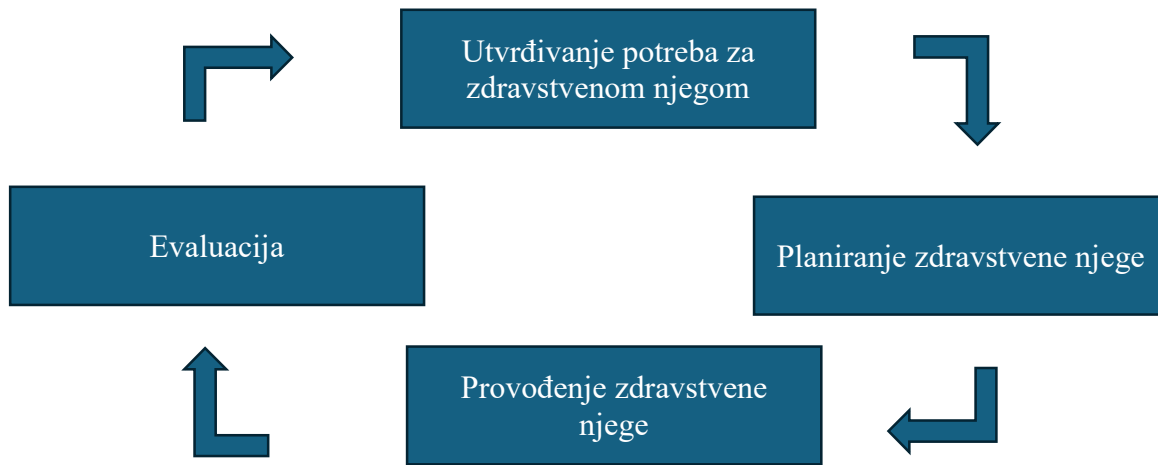 Utvrđivanje potreba za
zdravstvenom njegom
Evaluacija
Planiranje zdravstvene njege
Provođenje zdravstvene
njege